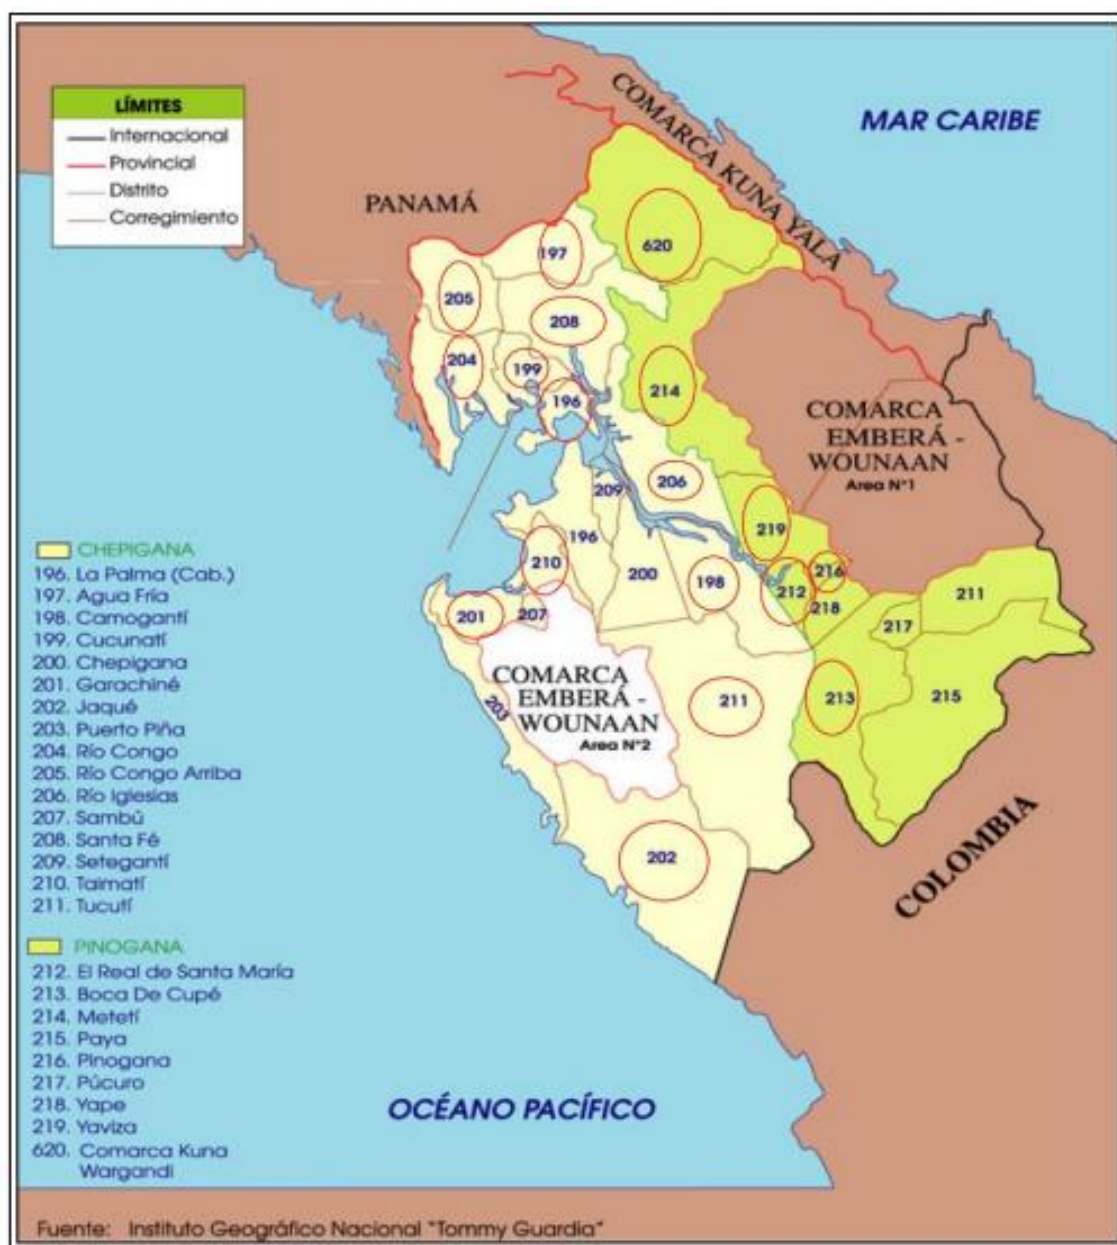 LÍMITES
Internacional
Provincial
Distrito
Corregimiento
MAR CARIBE
COMARCA KUNA YALA
PANAMÁ
620
197
205
208
204
199
196
214
COMARCA
EMBERÁ -
WOUNAAN
Area N°1
206
209
219
196
210
200
198
216
212
218
211
201
207
217
COMARCA
EMBERÁ -
WOUNAAN
Area N°2
203
211
213
215
202
COLOMBIA
CHEPIGANA
196. La Palma (Cab.)
197. Agua Fría
198. Camogantí
199. Cucunatí
200. Chepigana
201. Garachiné
202. Jaqué
203. Puerto Piña
204. Río Congo
205. Río Congo Arriba
206. Río Iglesias
207. Sambú
208. Santa Fé
209. Setegantí
210. Taimatí
211. Tucutí
PINOGANA
212. El Real de Santa María
213. Boca De Cupé
214. Metetí
215. Paya
216. Pinogana
217. Púcuro
218. Yape
219. Yaviza
620. Comarca Kuna
Wargandi
OCÉANO PACÍFICO
Fuente: Instituto Geográfico Nacional "Tommy Guardia"